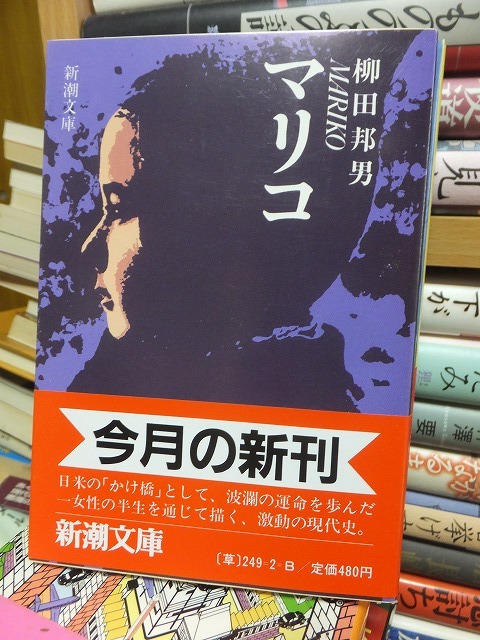 柳田邦男
マリコ
MARIKO
新潮文庫
今月の新刊
日米の「かけ橋」として、波瀾の運命を歩んだ
一女性の半生を通じて描く、激動の現代史。
新潮文庫
〔草〕249=2=B／定価480円